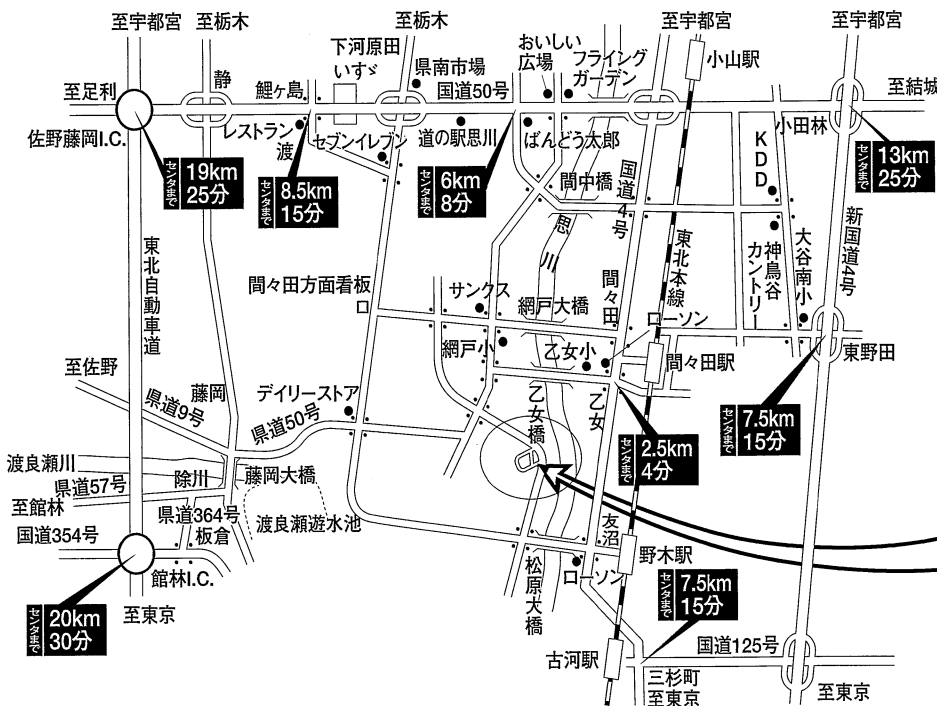 至宇都宮
至栃木
至栃木
至宇都宮
至宇都宮
下河原田
いすゞ
県南市場
おいしい
広場
フライング
ガーデン
小山駅
静
鯉ヶ島
国道50号
至足利
至結城
佐野藤岡I.C.
レストラン
渡
セブンイレブン
道の駅思川
ばんどう太郎
小田林
KDD
センタまで
19km
25分
センタまで
8.5km
15分
センタまで
6km
8分
センタまで
13km
25分
間中橋
国道4号
思川
東北本線
神鳥谷
カントリー
大谷南小
新国道4号
東北自動車道
間々田方面看板
口
サンクス
網戸大橋
間々田
ローソン
網戸小
乙女小
間々田駅
東野田
至佐野
藤岡
デイリーストア
県道9号
県道50号
乙女橋
乙女
センタまで
2.5km
4分
センタまで
7.5km
15分
渡良瀬川
除川
藤岡大橋
県道57号
至館林
県道364号
板倉
渡良瀬遊水池
国道354号
友沼
館林I.C.
松原大橋
ローソン
野木駅
至東京
センタまで
20km
30分
センタまで
7.5km
15分
古河駅
国道125号
三杉町
至東京
至東京